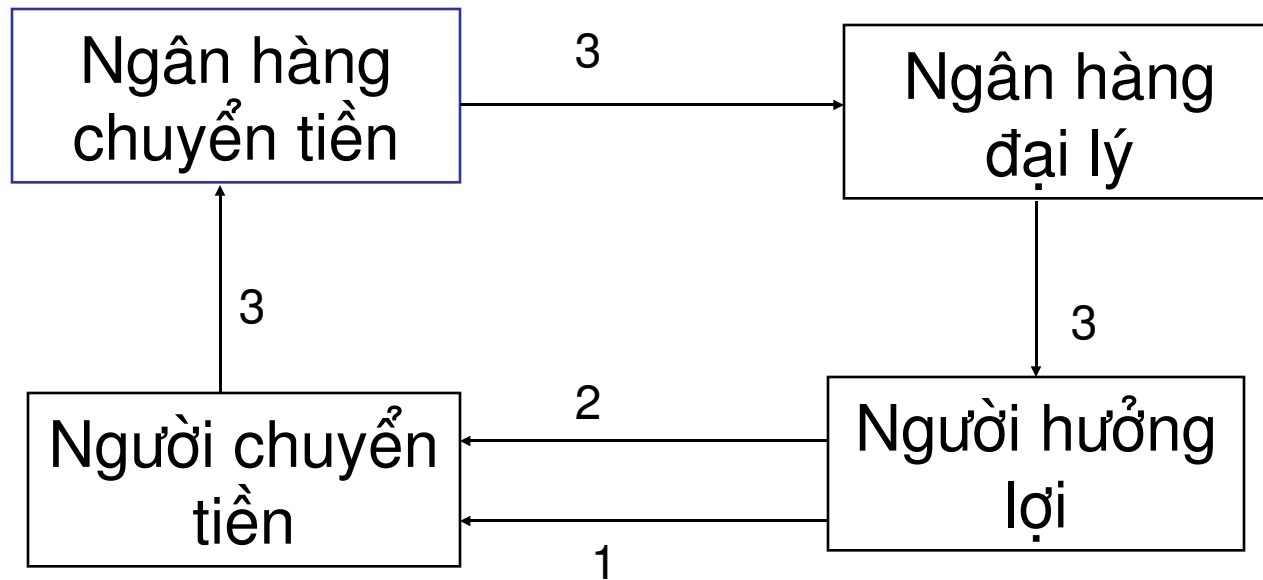 Ngân hàng
chuyển tiền
3
Ngân hàng
đại lý
3
3
Người chuyển
tiền
2
1
Người hưởng
lợi